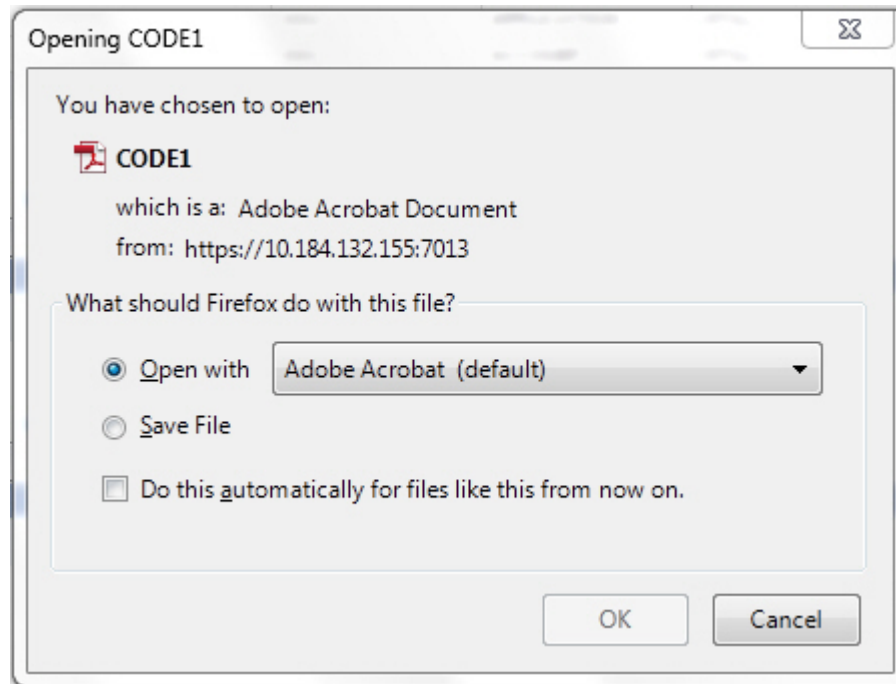 Opening CODE1
You have chosen to open:
CODE1
which is a: Adobe Acrobat Document
from: https://10.184.132.155:7013
What should Firefox do with this file?
Open with Adobe Acrobat (default)
Save File
Do this automatically for files like this from now on.
OK Cancel